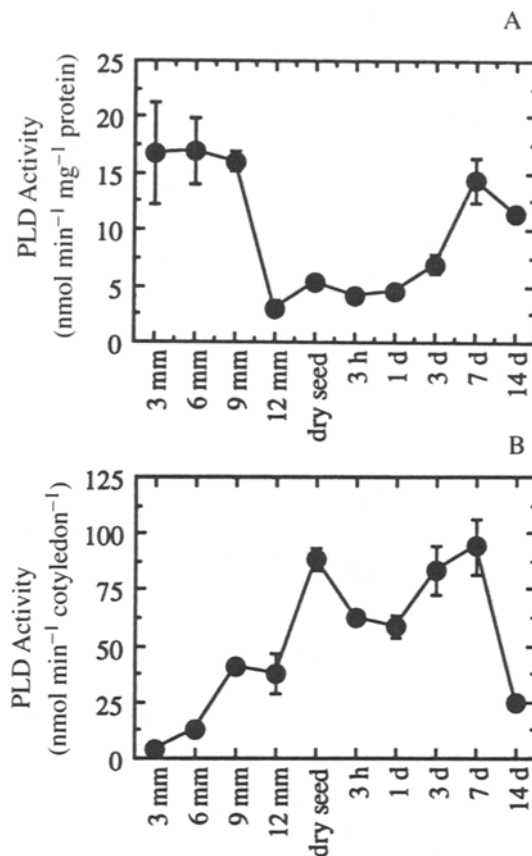 A
PLD Activity
(nmol min⁻¹ mg⁻¹ protein)
25
20
15
10
5
0
3 mm
6 mm
9 mm
12 mm
dry seed
3 h
1 d
3 d
7 d
14 d
B
PLD Activity
(nmol min⁻¹ cotyledon⁻¹)
125
100
75
50
25
0
3 mm
6 mm
9 mm
12 mm
dry seed
3 h
1 d
3 d
7 d
14 d